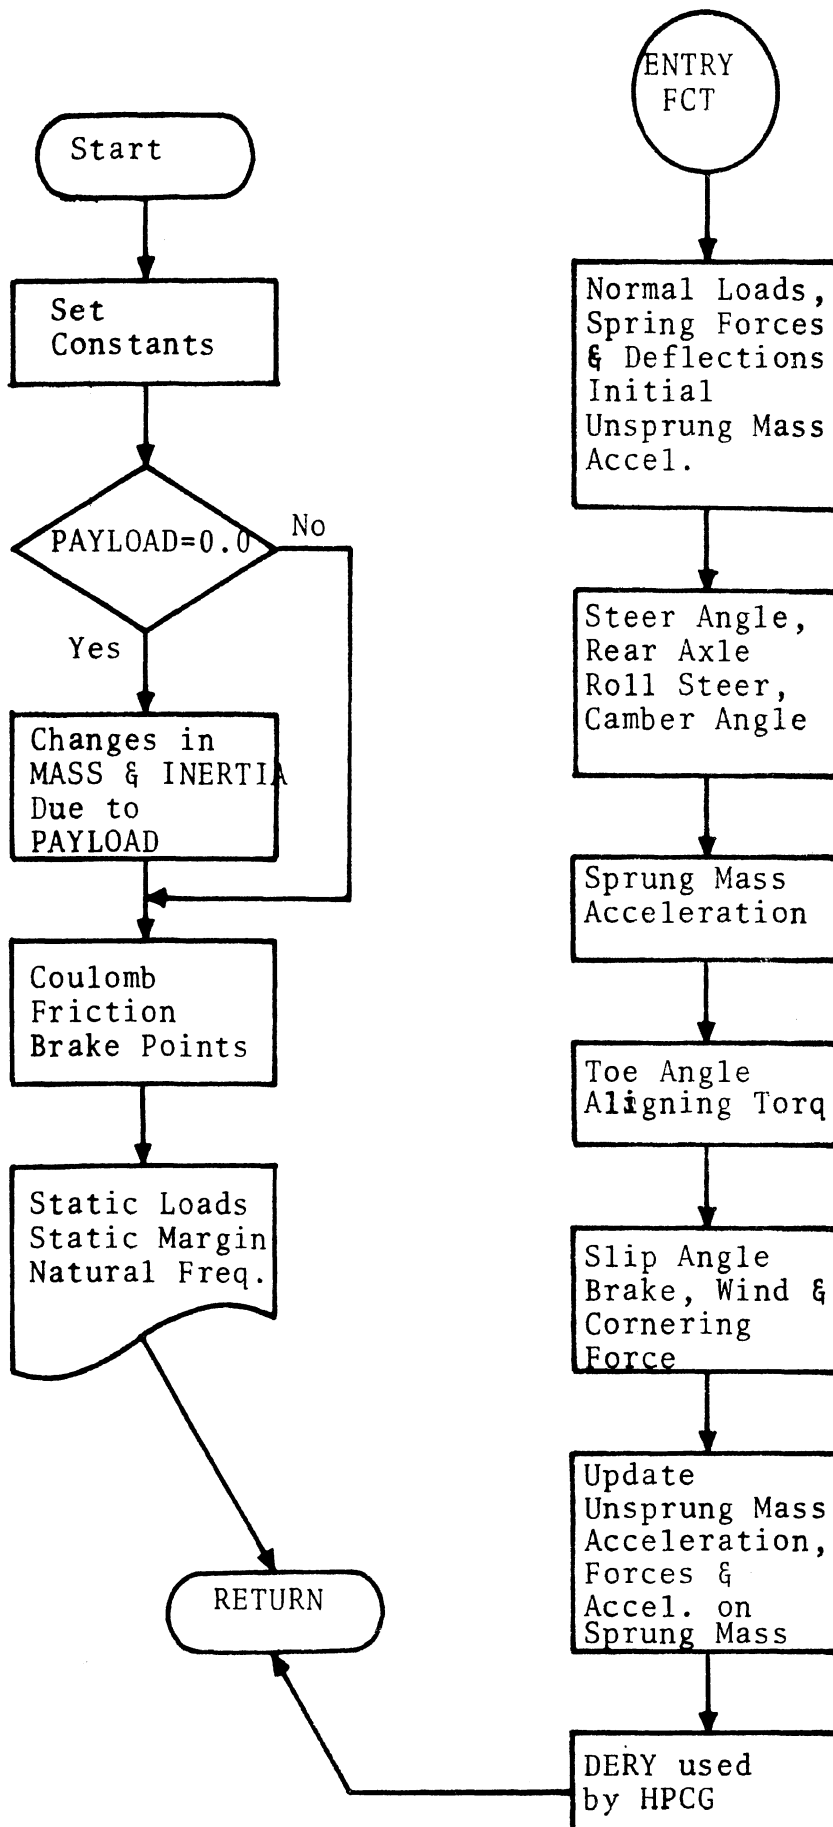 Start
Set
Constants
PAYLOAD=0.0
No
Yes
Changes in
MASS & INERTIA
Due to
PAYLOAD
Coulomb
Friction
Brake Points
Static Loads
Static Margin
Natural Freq.
RETURN
ENTRY
FCT
Normal Loads,
Spring Forces
& Deflections
Initial
Unsprung Mass
Accel.
Steer Angle,
Rear Axle
Roll Steer,
Camber Angle
Sprung Mass
Acceleration
Toe Angle
Aligning Torq
Slip Angle
Brake, Wind &
Cornering
Force
Update
Unsprung Mass
Acceleration,
Forces &
Accel. on
Sprung Mass
DERY used
by HPCG